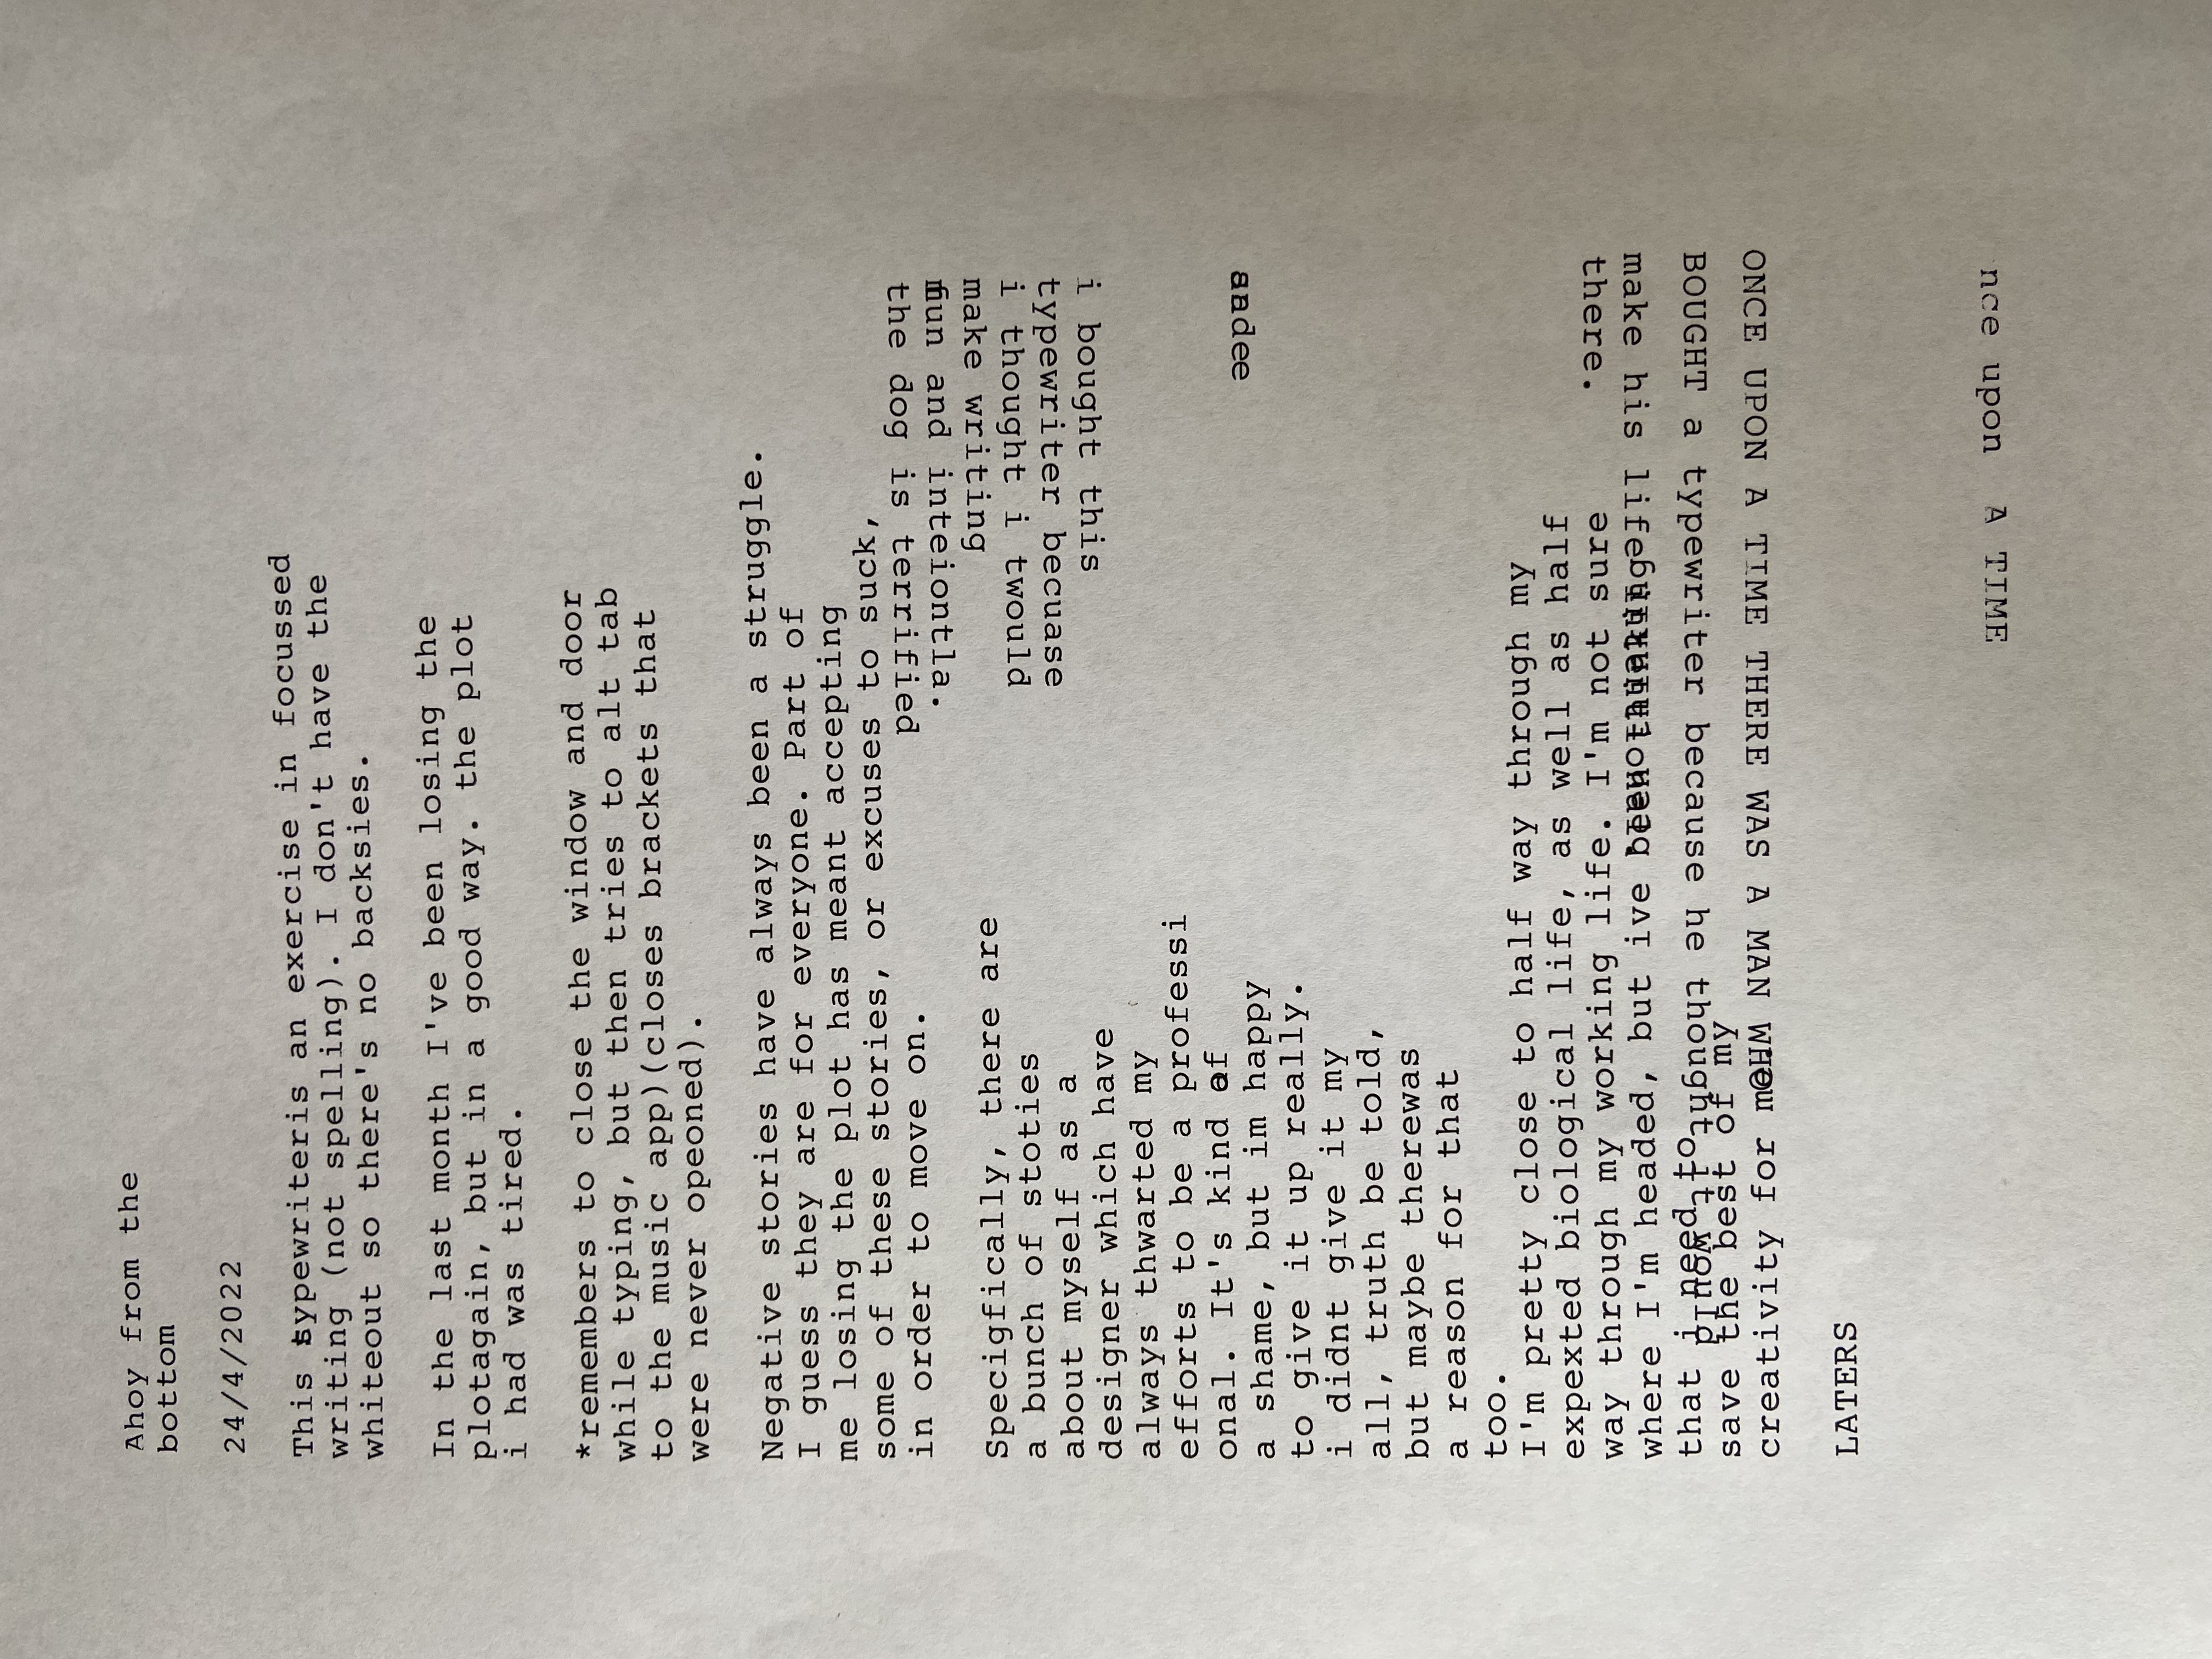 Ahoy from the
bottom
24/4/2022
This typewriteris an exercise in focussed
writing (not spelling). I don't have the
whiteout so there's no backsies.
In the last month I've been losing the
plotagain, but in a good way. the plot
i had was tired.
*remembers to close the window and door
while typing, but then tries to alt tab
to the music app)(closes brackets that
were never opeoned).
Negative stories have always been a struggle.
I guess they are for everyone. Part of
me losing the plot has meant accepting
some of these stories, or excuses to suck,
in order to move on.
Specigfically, there are
a bunch of stoties
about myself as a
designer which have
always thwarted my
efforts to be a professi
onal. It's kind of
a shame, but im happy
to give it up really.
i didnt give it my
all, truth be told,
but maybe therewas
a reason for that
too.
I'm pretty close to half way through my
expexted biological life, as well as half
way through my working life. I'm not sure
where I'm headed, but ive been thinking
that i need to
save the best of my
creativity for me.
LATERS
nce upon A TIME
ONCE UPON A TIME THERE WAS A MAN WHO
BOUGHT a typewriter because he thought it would
make his life intentional.
there.
i bought this
typewriter becuase
i thought i twould
make writing
and inteiontla.
the dog is terrified